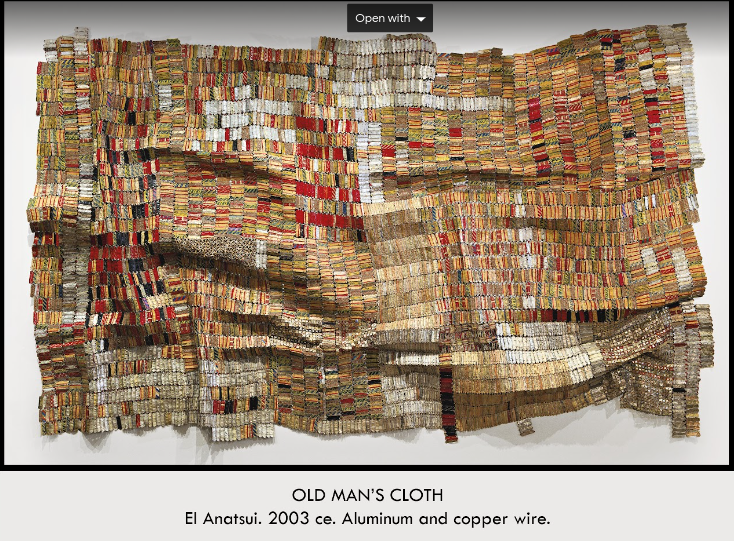 Open with
OLD MAN'S CLOTH
El Anatsui. 2003 ce. Aluminum and copper wire.